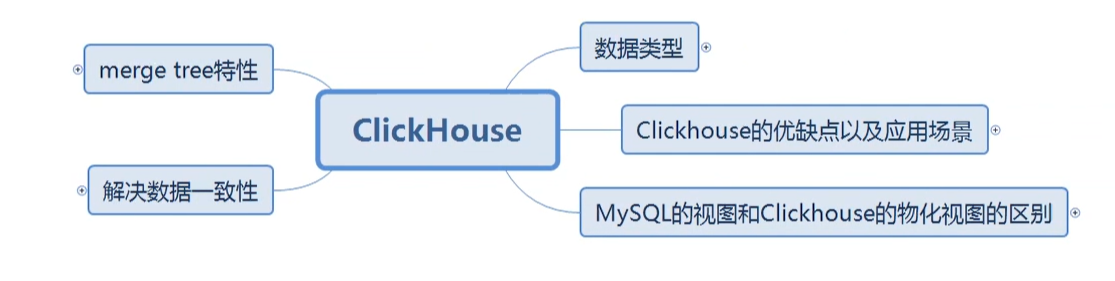 数据类型
merge tree特性
ClickHouse
Clickhouse的优缺点以及应用场景
解决数据一致性
MySQL的视图和Clickhouse的物化视图的区别